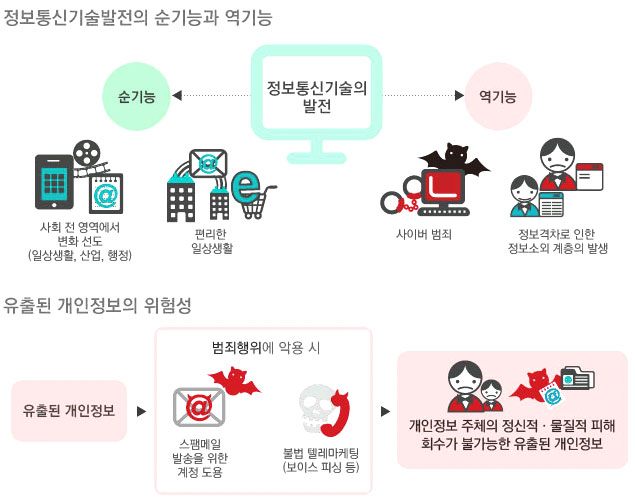 정보통신기술발전의 순기능과 역기능
순기능
정보통신기술의
발전
역기능
사회 전 영역에서
변화 선도
(일상생활, 산업, 행정)
편리한
일상생활
사이버 범죄
정보격차로 인한
정보소외 계층의 발생
유출된 개인정보의 위험성
유출된 개인정보
범죄행위에 악용 시
스팸메일
발송을 위한
계정 도용
불법 텔레마케팅
(보이스 피싱 등)
개인정보 주체의 정신적 · 물질적 피해
회수가 불가능한 유출된 개인정보